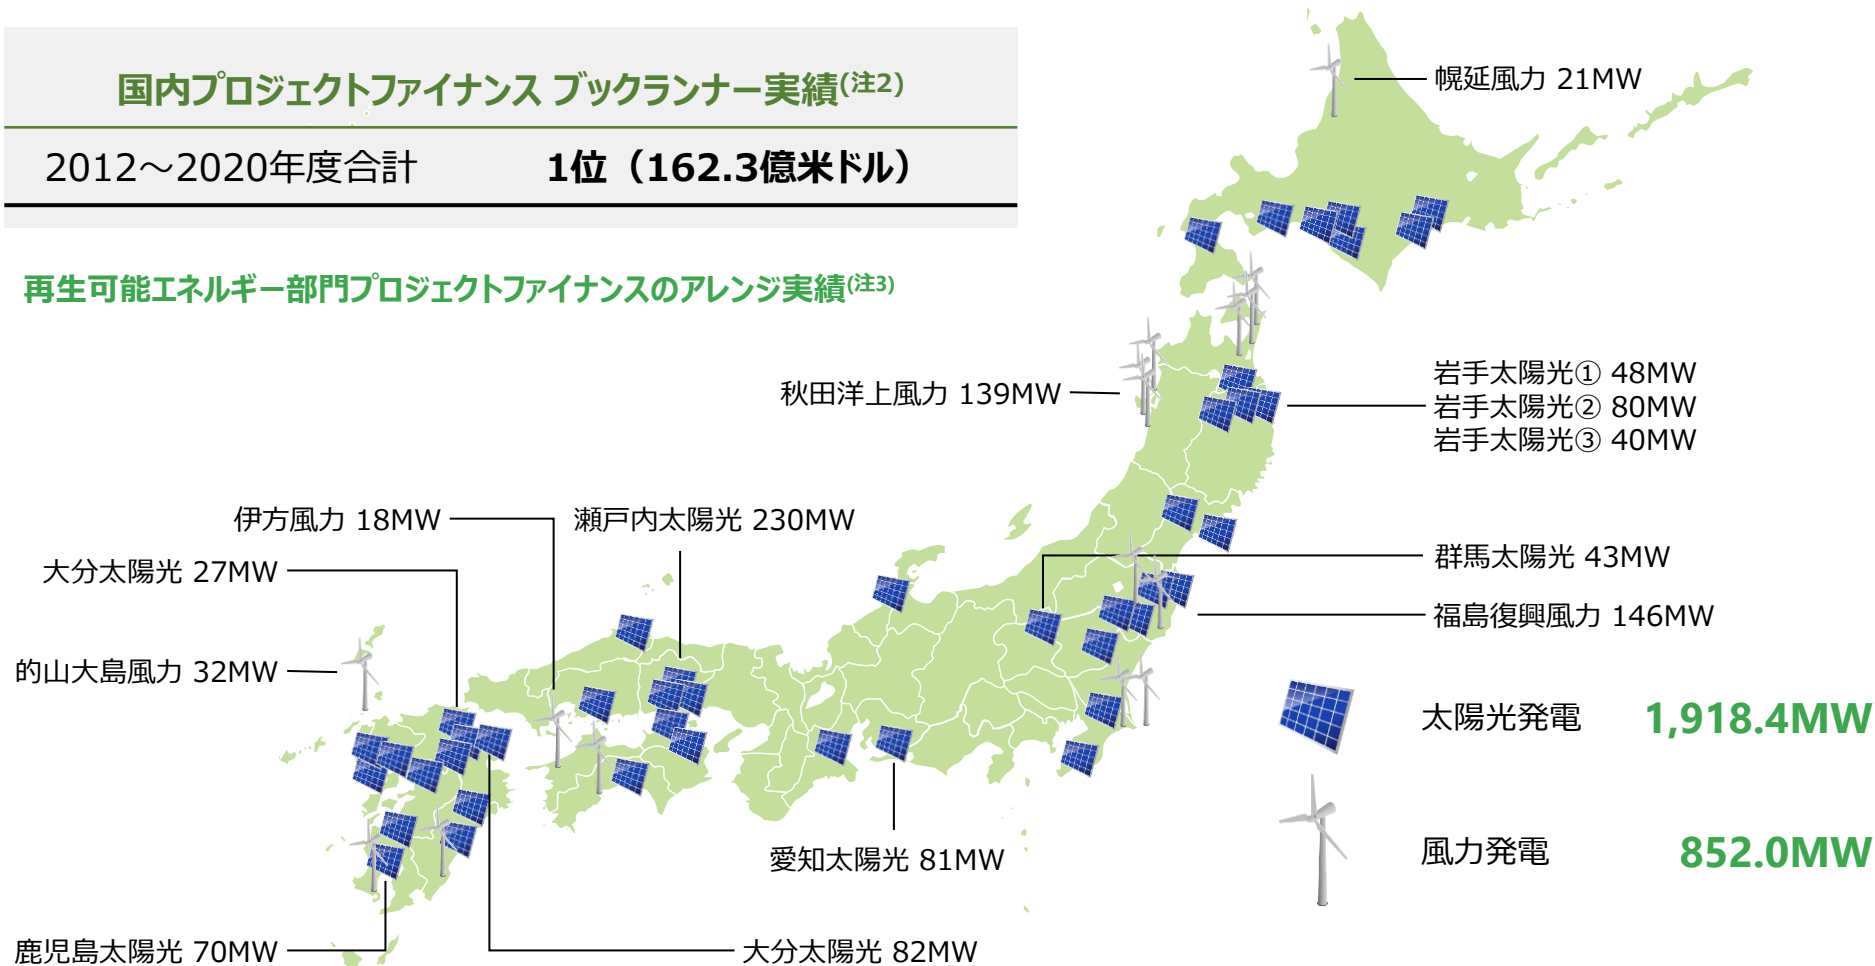 国内プロジェクトファイナンス ブックランナー実績(注2)
2012～2020年度合計 1位（162.3億米ドル）
再生可能エネルギー部門プロジェクトファイナンスのアレンジ実績(注3)
幌延風力 21MW
秋田洋上風力 139MW
岩手太陽光① 48MW
岩手太陽光② 80MW
岩手太陽光③ 40MW
伊方風力 18MW
瀬戸内太陽光 230MW
大分太陽光 27MW
群馬太陽光 43MW
福島復興風力 146MW
的山大島風力 32MW
太陽光発電 1,918.4MW
愛知太陽光 81MW
風力発電 852.0MW
鹿児島太陽光 70MW
大分太陽光 82MW